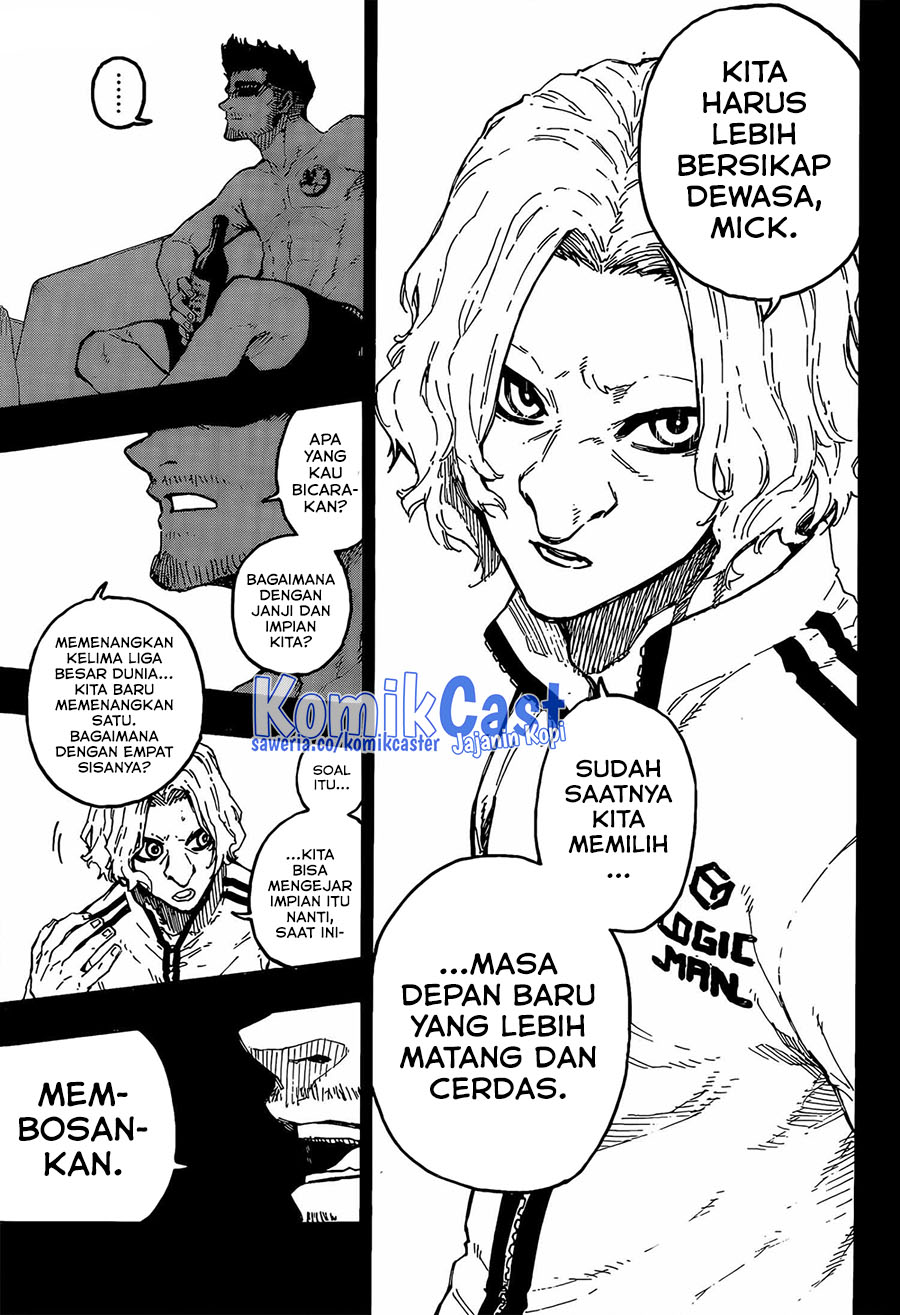 KITA
HARUS
LEBIH
BERSIKAP
DEWASA,
MICK.
SUDAH
SAATNYA
KITA
MEMILIH
...
...MASA
DEPAN BARU
YANG LEBIH
MATANG DAN
CERDAS.
LOGIC
MAN
......
APA
YANG
KAU
BICARA-
KAN?
BAGAIMANA
DENGAN
JANJI DAN
IMPIAN
KITA?
MEMENANGKAN
KELIMA LIGA
BESAR DUNIA...
KITA BARU
MEMENANGKAN
SATU.
BAGAIMANA
DENGAN EMPAT
SISANYA?
SOAL
ITU...
...KITA
BISA
MENGEJAR
IMPIAN ITU
NANTI,
SAAT INI-
MEM-
BOSAN-
KAN.
KomikCast
saweria.co/komikcaster Jajanin Kopi